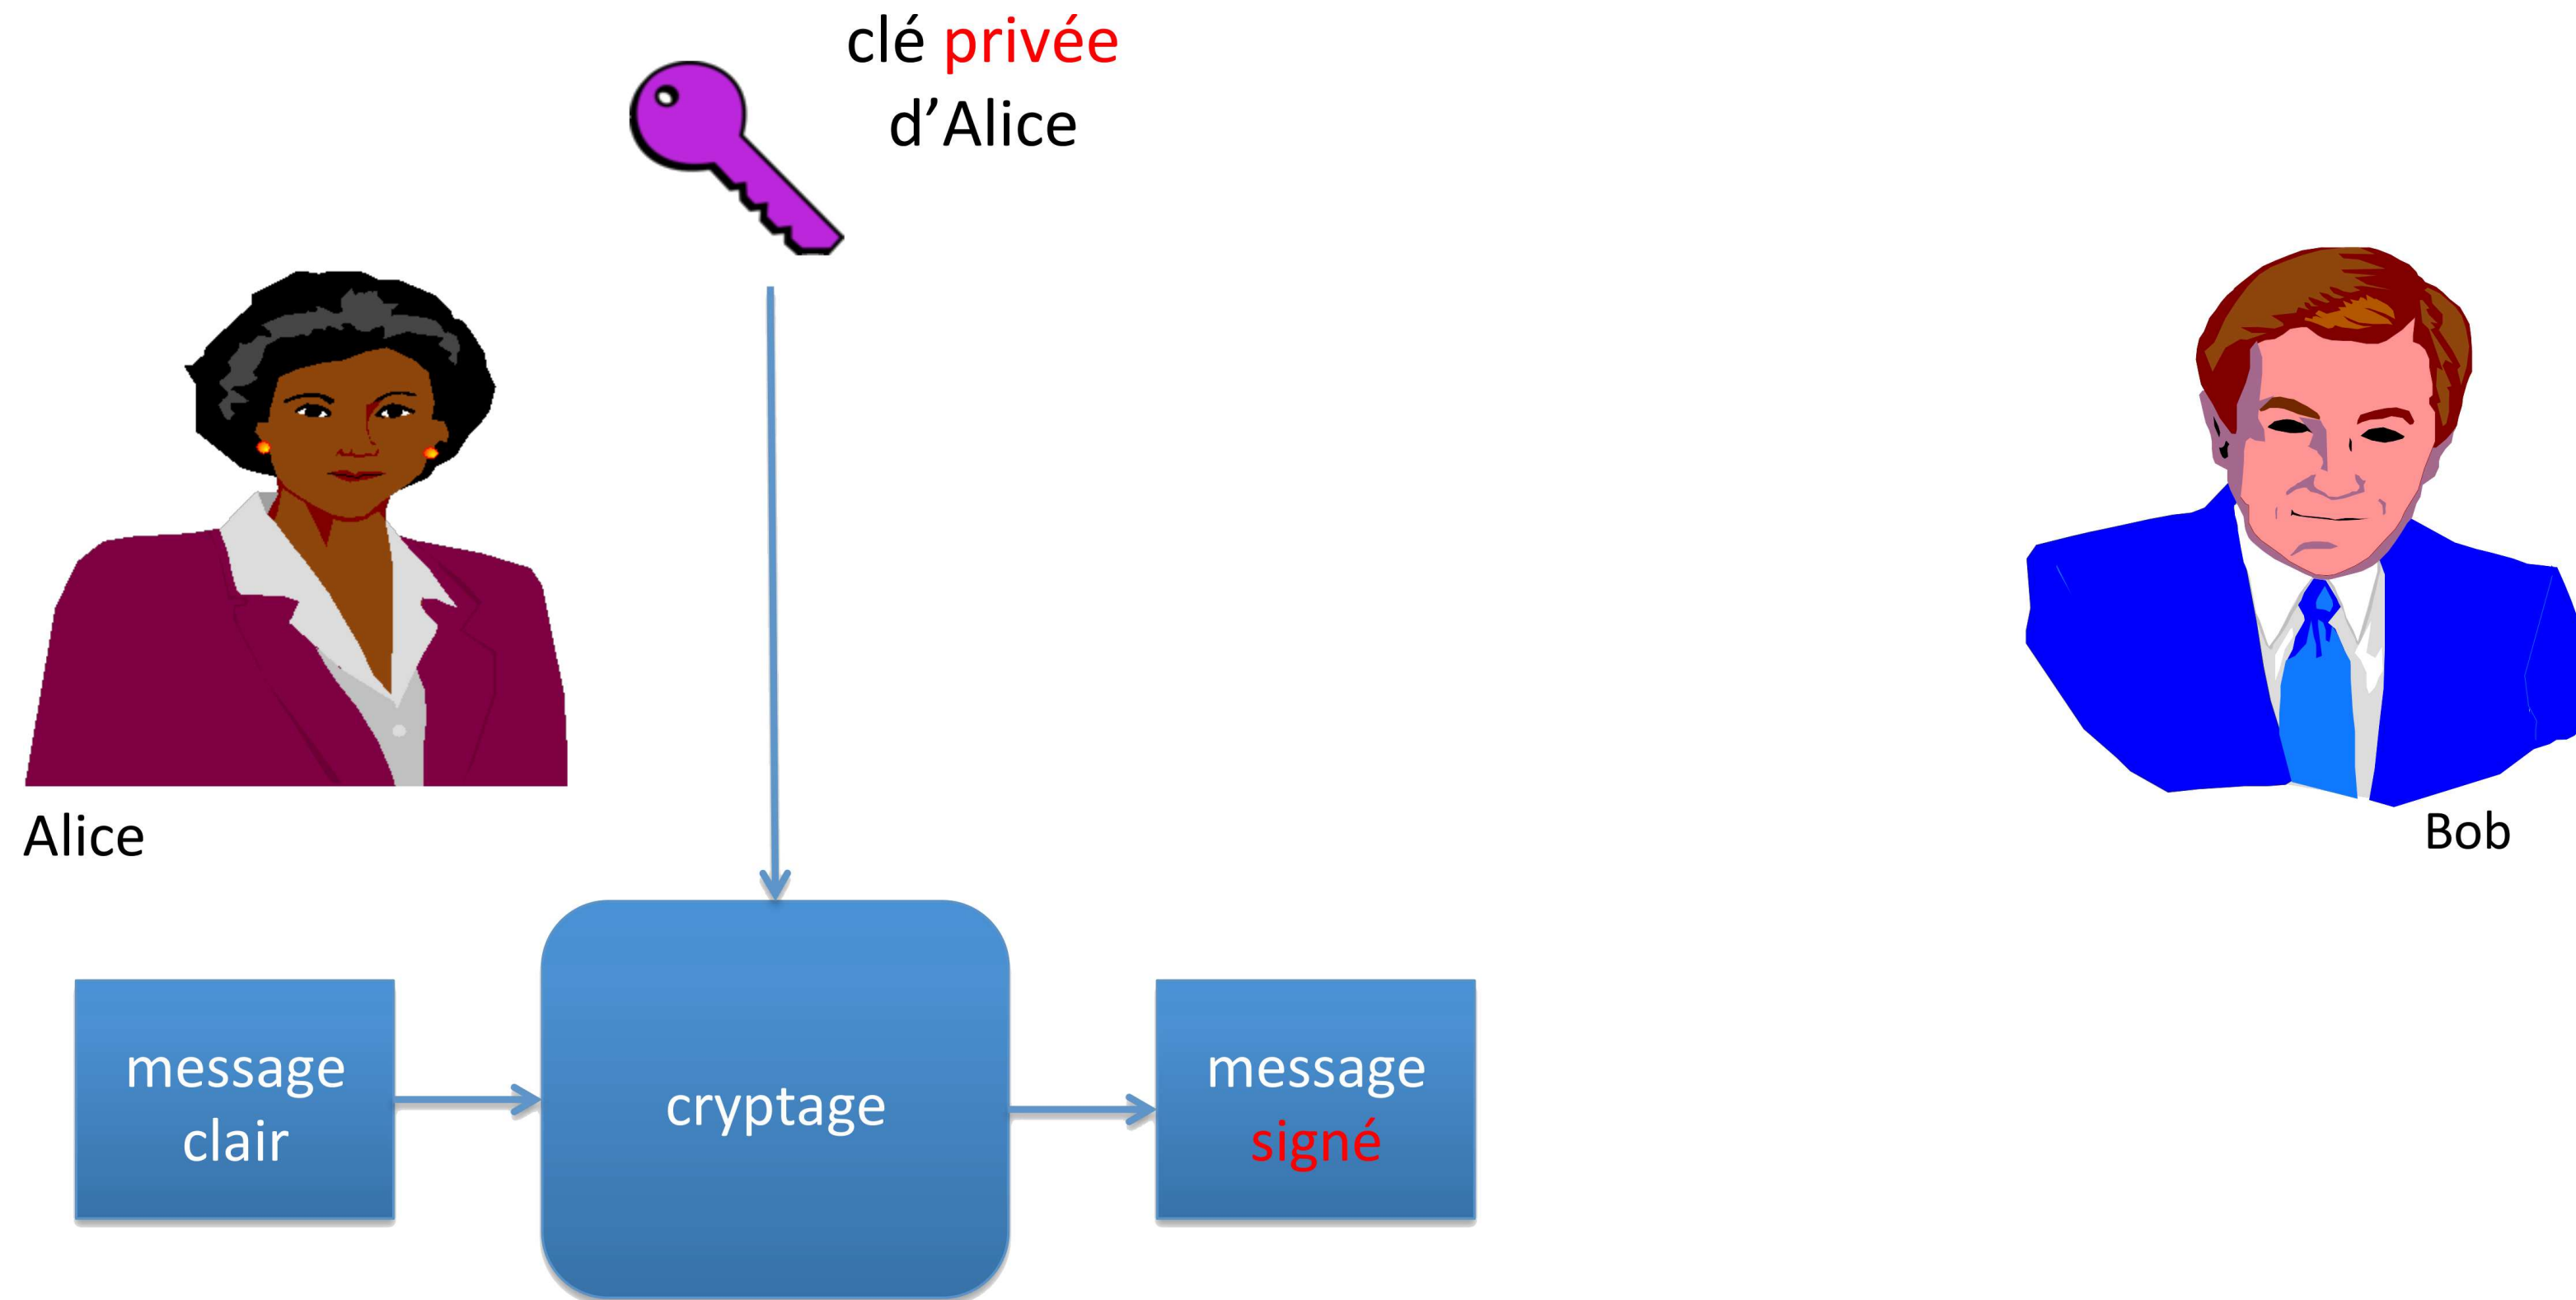 clé privée
d’Alice
Alice
Bob
message
clair
cryptage
message
signé